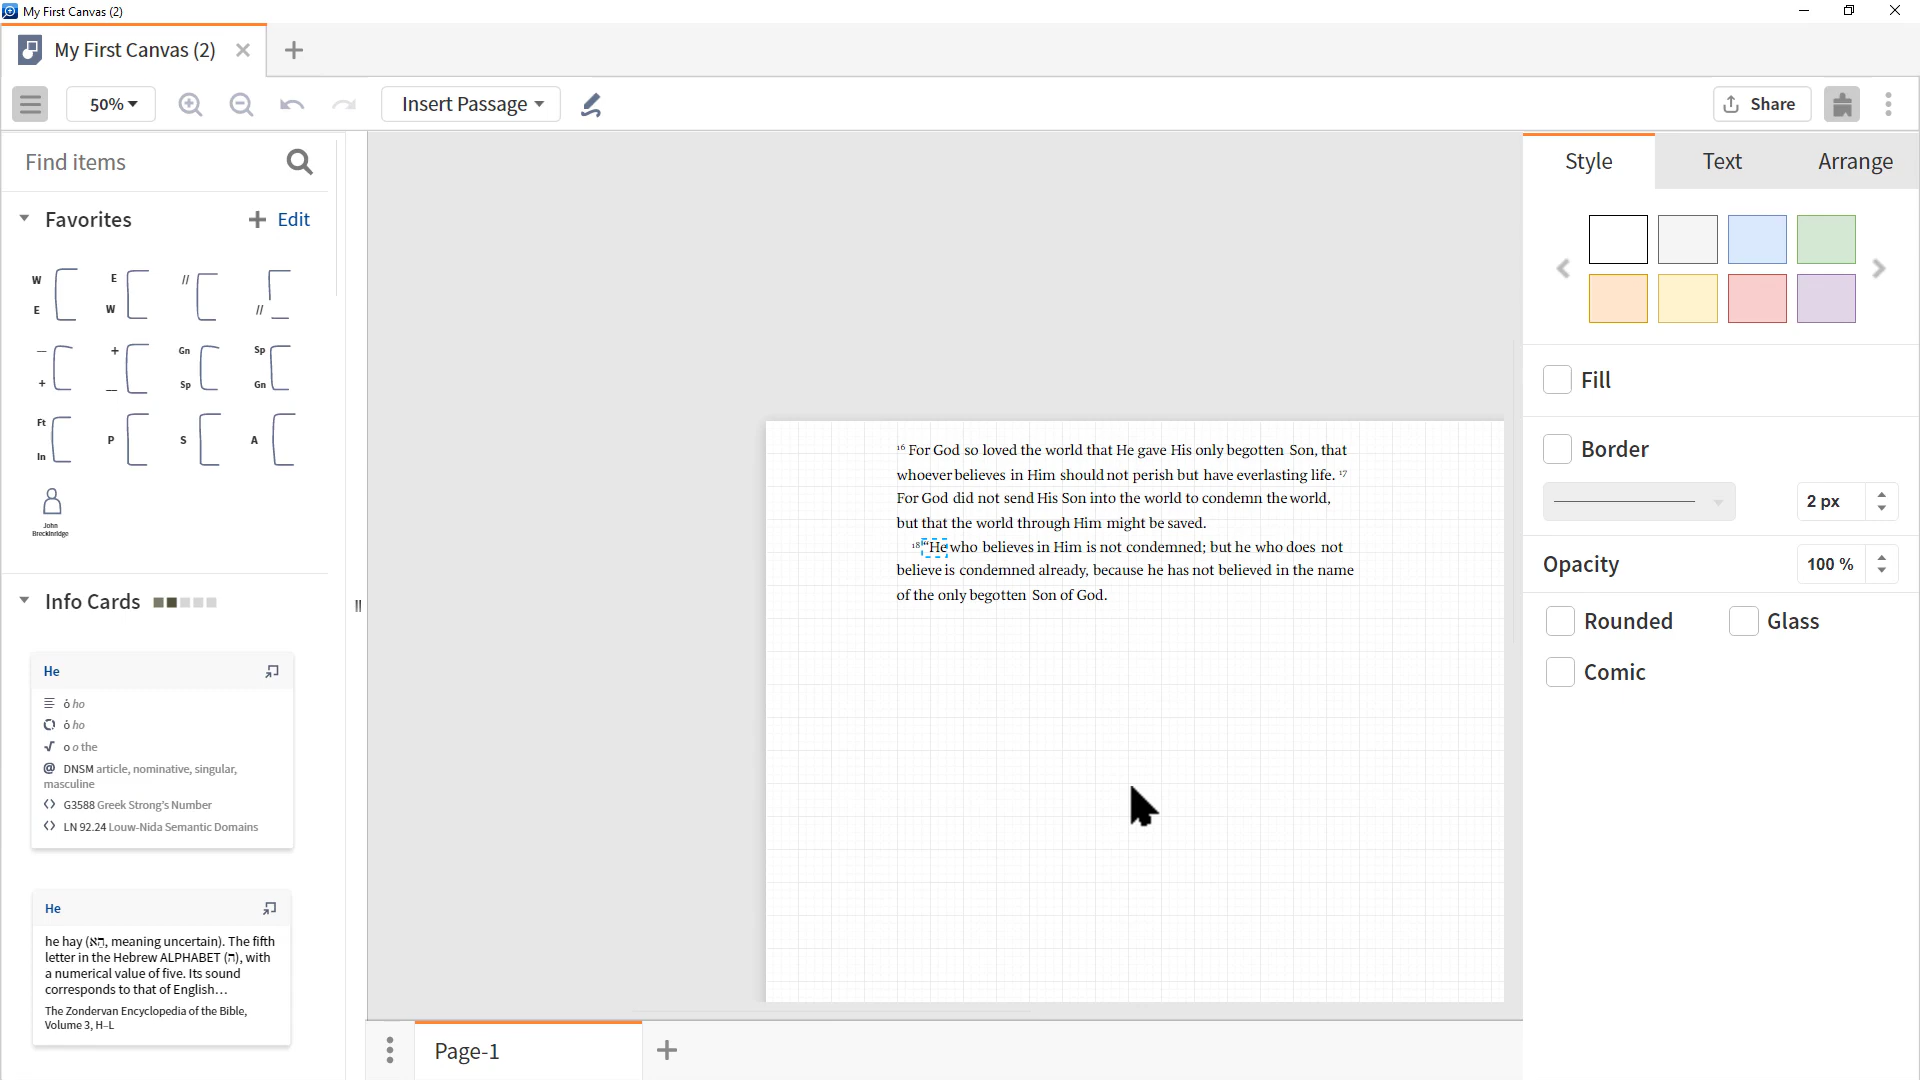 My First Canvas (2)
My First Canvas (2)
50%
Insert Passage
Share
Find items
Favorites
Edit
W
E
E
W
//
//
—
+
+
—
Gn
Sp
Sp
Gn
Ft
In
P
S
A
John
Breckinridge
Info Cards
He
ὁ ho
ὁ ho
ο o the
@ DNSM article, nominative, singular,
masculine
<> G3588 Greek Strong's Number
<> LN 92.24 Louw-Nida Semantic Domains
He
he hay (הֵא, meaning uncertain). The fifth
letter in the Hebrew ALPHABET (ה), with
a numerical value of five. Its sound
corresponds to that of English…
The Zondervan Encyclopedia of the Bible,
Volume 3, H–L
16 For God so loved the world that He gave His only begotten Son, that
whoever believes in Him should not perish but have everlasting life. 17
For God did not send His Son into the world to condemn the world,
but that the world through Him might be saved.
18 “He who believes in Him is not condemned; but he who does not
believe is condemned already, because he has not believed in the name
of the only begotten Son of God.
Page-1
Style
Text
Arrange
Fill
Border
2 px
Opacity
100 %
Rounded
Glass
Comic